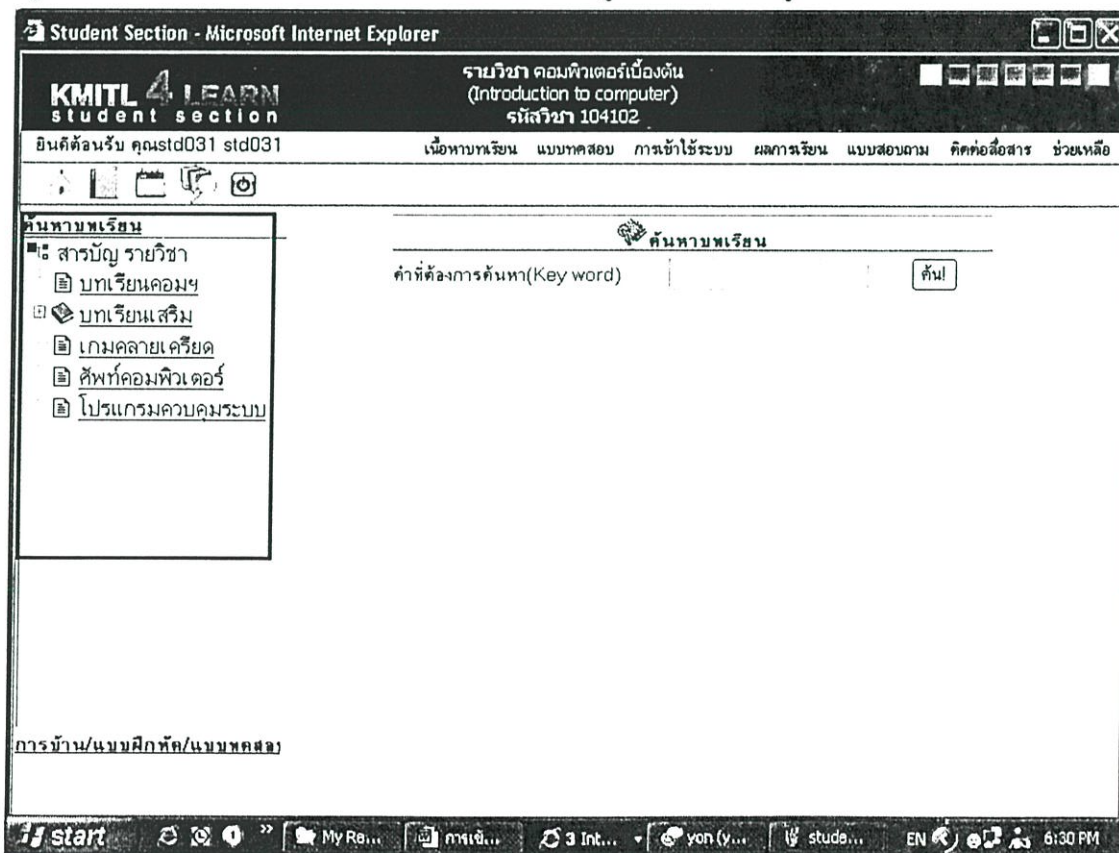 Student Section - Microsoft Internet Explorer
KMITL 4 LEARN
student section
รายวิชา คอมพิวเตอร์เบื้องต้น
(Introduction to computer)
รหัสวิชา 104102
ยินดีต้อนรับ คุณstd031 std031
เนื้อหาบทเรียน แบบทดสอบ การเข้าใช้ระบบ ผลการเรียน แบบสอบถาม ติดต่อสื่อสาร ช่วยเหลือ
ค้นหาบทเรียน
สารบัญ รายวิชา
บทเรียนคอมฯ
บทเรียนเสริม
เกมคลายเครียด
ศัพท์คอมพิวเตอร์
โปรแกรมควบคุมระบบ
ค้นหาบทเรียน
คำที่ต้องการค้นหา(Key word) ค้น!
การบ้าน/แบบฝึกหัด/แบบทดสอบ
start My Re... การเข้... 3 Int... yon (y... stude... EN 6:30 PM